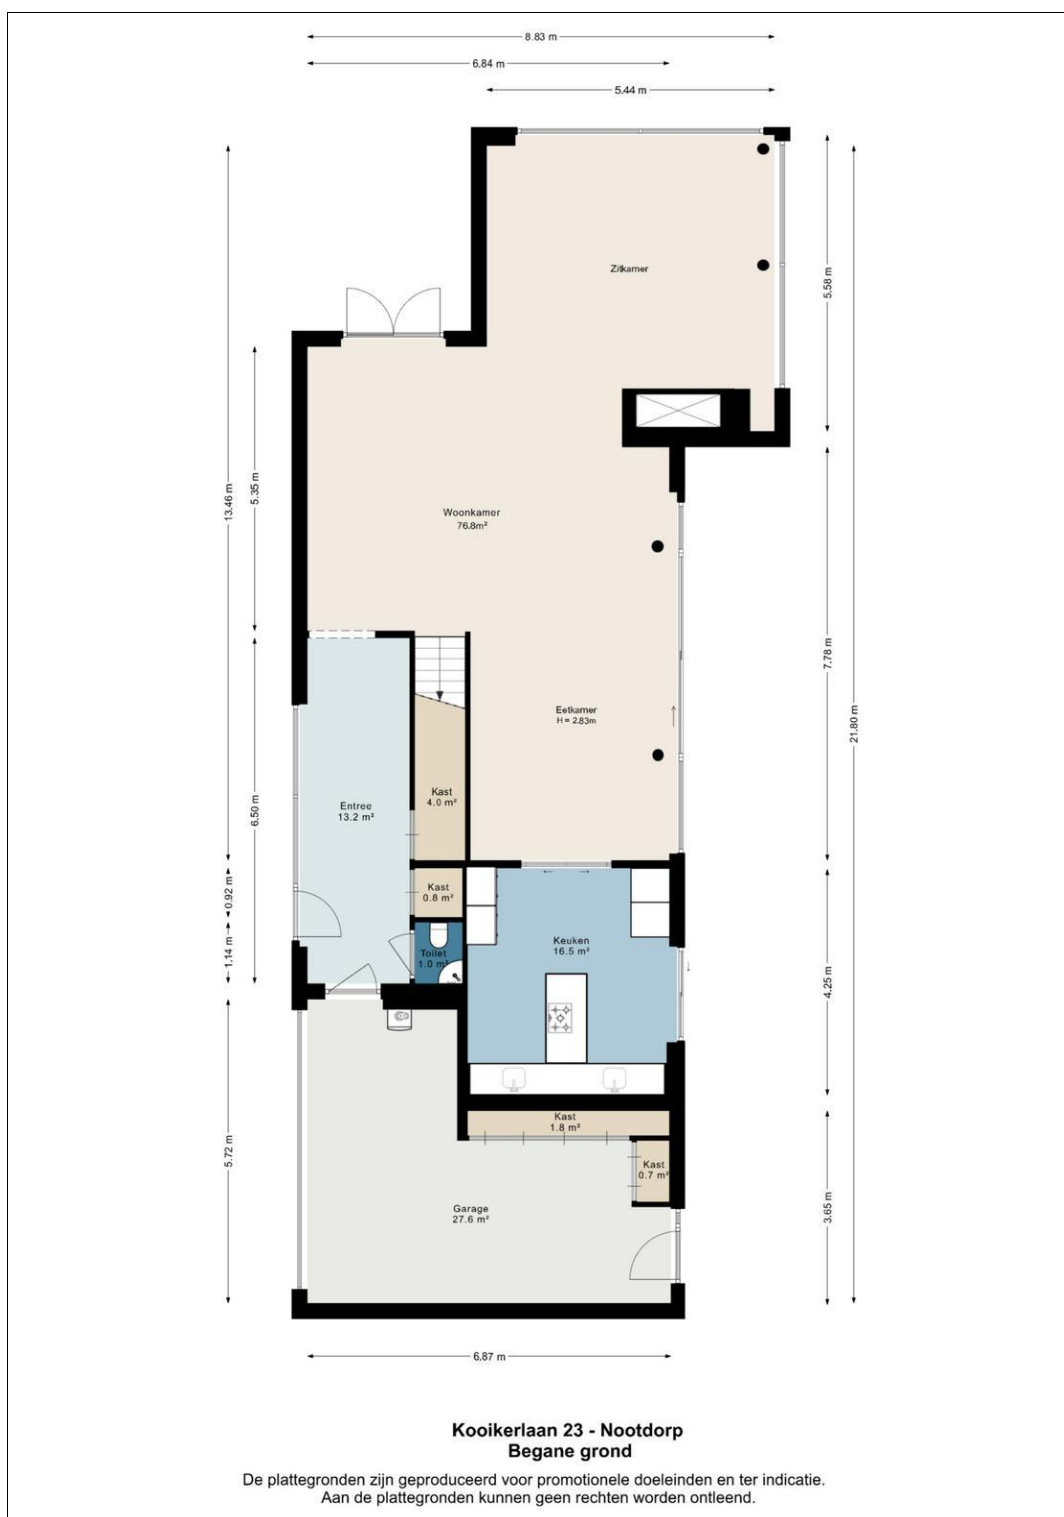 8.83 m
6.84 m
5.44 m
Zitkamer
5.58 m
13.46 m
5.35 m
Woonkamer
76.8m²
7.78 m
21.80 m
Eetkamer
H = 2.83m
Kast
4.0 m²
Entree
13.2 m²
6.50 m
Kast
0.8 m²
0.92 m
Toilet
1.0 m²
1.14 m
Keuken
16.5 m²
4.25 m
Kast
1.8 m²
Kast
0.7 m²
5.72 m
Garage
27.6 m²
3.65 m
6.87 m
Kooikerlaan 23 - Nootdorp
Begane grond
De plattegronden zijn geproduceerd voor promotionele doeleinden en ter indicatie.
Aan de plattegronden kunnen geen rechten worden ontleend.